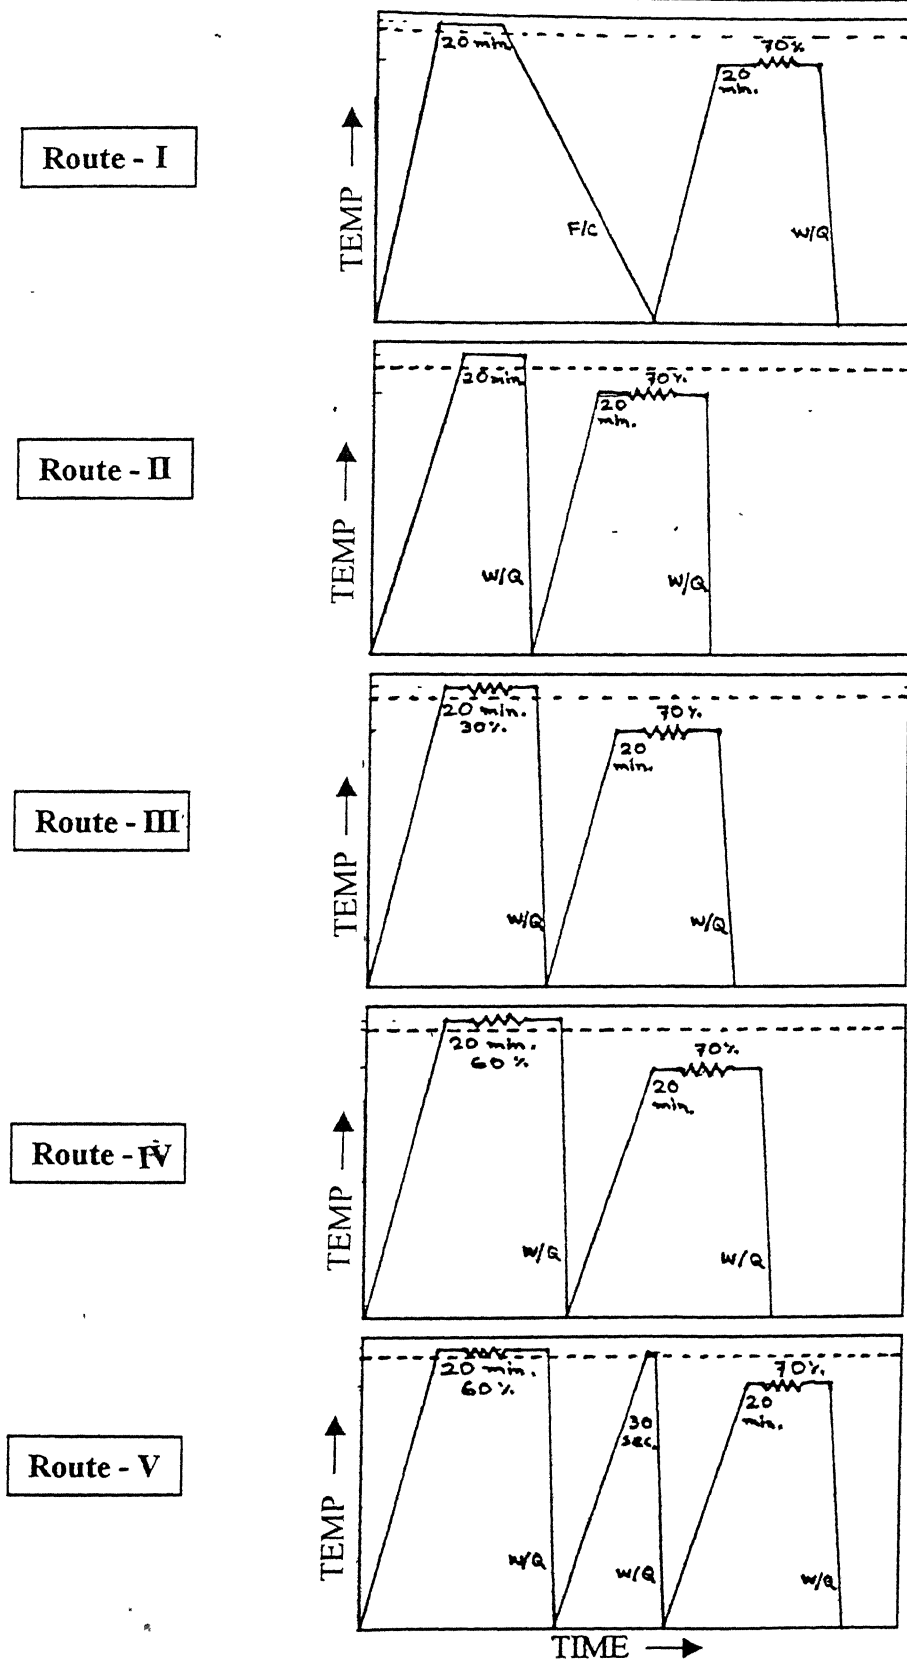 Route - I
TEMP
20 min
F/C
70%
20
min.
W/Q
Route - II
TEMP
20 min
W/Q
70%
20
min.
W/Q
Route - III
TEMP
20 min.
30%.
W/Q
70%.
20
min.
W/Q
Route - IV
TEMP
20 min.
60%
W/Q
70%.
20
min.
W/Q
Route - V
TEMP
20 min.
60%
W/Q
30
sec.
W/Q
70%.
20
min.
W/Q
TIME